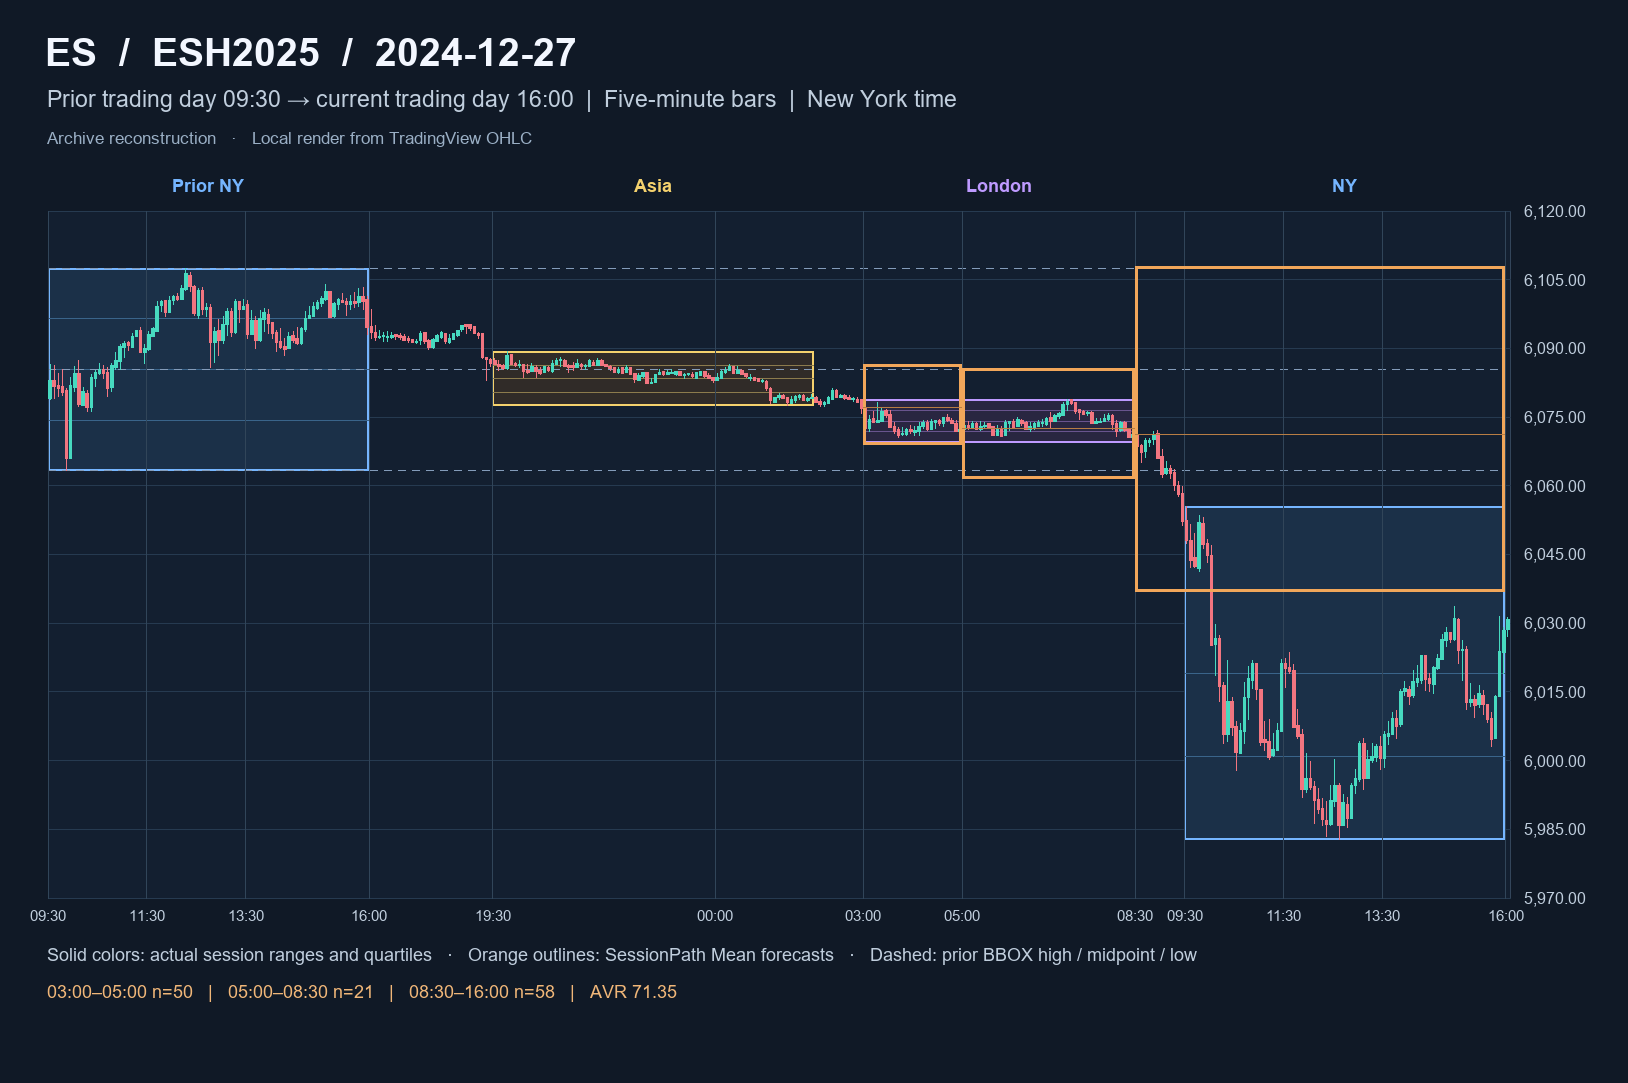 ES / ESH2025 / 2024-12-27
Prior trading day 09:30 → current trading day 16:00 | Five-minute bars | New York time
Archive reconstruction · Local render from TradingView OHLC
Prior NY Asia London NY
6,120.00
6,105.00
6,090.00
6,075.00
6,060.00
6,045.00
6,030.00
6,015.00
6,000.00
5,985.00
5,970.00
09:30 11:30 13:30 16:00 19:30 00:00 03:00 05:00 08:30 09:30 11:30 13:30 16:00
Solid colors: actual session ranges and quartiles · Orange outlines: SessionPath Mean forecasts · Dashed: prior BBOX high / midpoint / low
03:00–05:00 n=50 | 05:00–08:30 n=21 | 08:30–16:00 n=58 | AVR 71.35